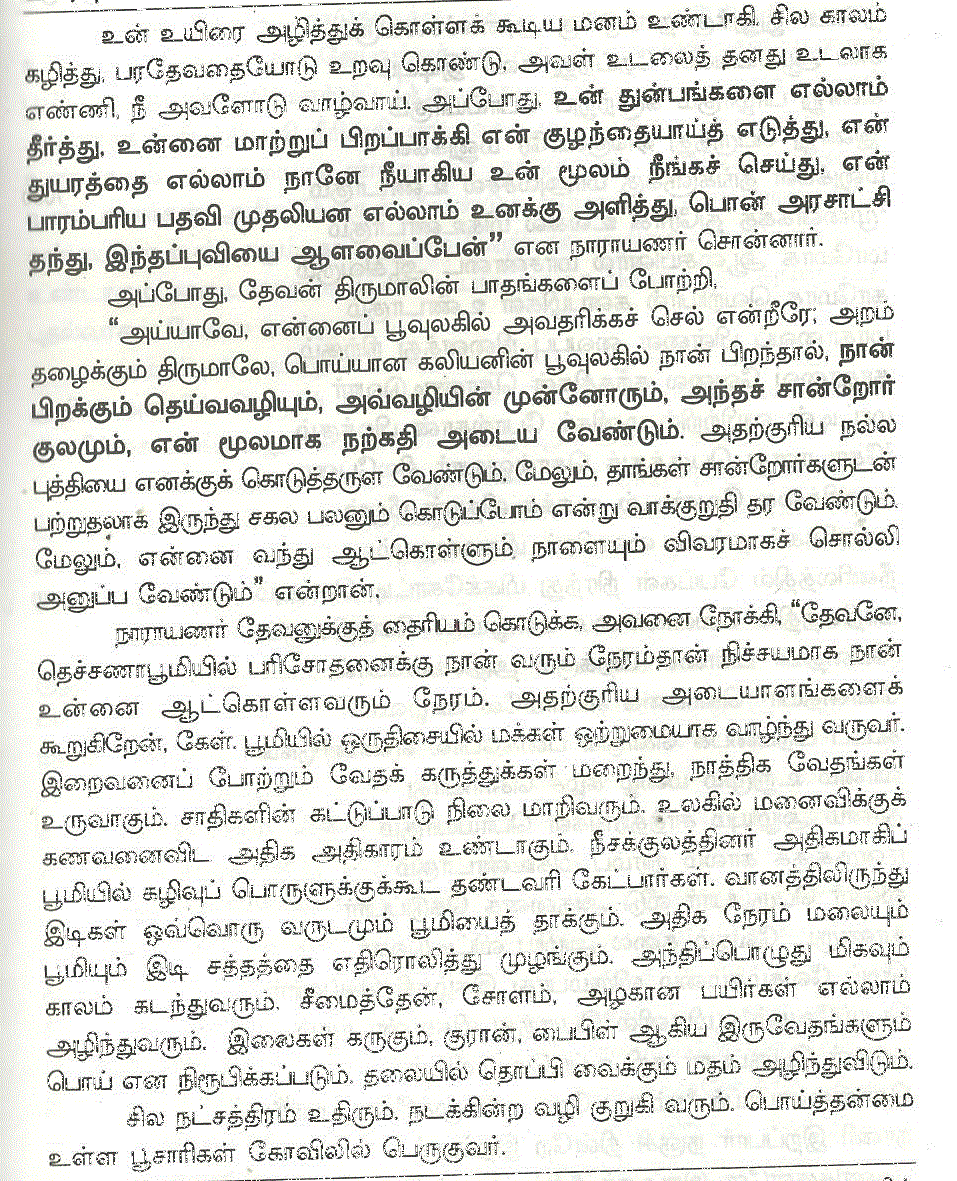 உன் உயிரை அழித்துக் கொள்ளக் கூடிய மனம் உண்டாகி, சில காலம்
கழித்து, பரதேவதையோடு உறவு கொண்டு, அவள் உடலைத் தனது உடலாக
எண்ணி, நீ அவளோடு வாழ்வாய். அப்போது, உன் துன்பங்களை எல்லாம்
தீர்த்து, உன்னை மாற்றுப் பிறப்பாக்கி என் குழந்தையாய்த் எடுத்து, என்
துயரத்தை எல்லாம் நானே நீயாகிய உன் மூலம் நீங்கச் செய்து, என்
பாரம்பரிய பதவி முதலியன எல்லாம் உனக்கு அளித்து, பொன் அரசாட்சி
தந்து, இந்தப்புவியை ஆளவைப்பேன்” என நாராயணர் சொன்னார்.
அப்போது, தேவன் திருமாலின் பாதங்களைப் போற்றி,
“அய்யாவே, என்னைப் பூவுலகில் அவதரிக்கச் செல் என்றீரே; அறம்
தழைக்கும் திருமாலே, பொய்யான கலியனின் பூவுலகில் நான் பிறந்தால், நான்
பிறக்கும் தெய்வவழியும், அவ்வழியின் முன்னோரும், அந்தச் சான்றோர்
குலமும், என் மூலமாக நற்கதி அடைய வேண்டும். அதற்குரிய நல்ல
புத்தியை எனக்குக் கொடுத்தருள வேண்டும். மேலும், தாங்கள் சான்றோர்களுடன்
பற்றுதலாக இருந்து சகல பலனும் கொடுப்போம் என்று வாக்குறுதி தர வேண்டும்.
மேலும், என்னை வந்து ஆட்கொள்ளும் நாளையும் விவரமாகச் சொல்லி
அனுப்ப வேண்டும்” என்றான்.
நாராயணர் தேவனுக்குத் தைரியம் கொடுக்க, அவனை நோக்கி, “தேவனே,
தெச்சணாபூமியில் பரிசோதனைக்கு நான் வரும் நேரம்தான் நிச்சயமாக நான்
உன்னை ஆட்கொள்ளவரும் நேரம். அதற்குரிய அடையாளங்களைக்
கூறுகிறேன், கேள். பூமியில் ஒருதிசையில் மக்கள் ஒற்றுமையாக வாழ்ந்து வருவர்.
இறைவனைப் போற்றும் வேதக் கருத்துக்கள் மறைந்து, நாத்திக வேதங்கள்
உருவாகும். சாதிகளின் கட்டுப்பாடு நிலை மாறிவரும். உலகில் மனைவிக்குக்
கணவனைவிட அதிக அதிகாரம் உண்டாகும். நீசக்குலத்தினர் அதிகமாகிப்
பூமியில் கழிவுப் பொருளுக்குக்கூட தண்டவரி கேட்பார்கள். வானத்திலிருந்து
இடிகள் ஒவ்வொரு வருடமும் பூமியைத் தாக்கும். அதிக நேரம் மலையும்
பூமியும் இடி சத்தத்தை எதிரொலித்து முழங்கும். அந்திப்பொழுது மிகவும்
காலம் கடந்துவரும். சீமைத்தேன், சோளம், அழகான பயிர்கள் எல்லாம்
அழிந்துவரும். இலைகள் கருகும், குரான், பைபிள் ஆகிய இருவேதங்களும்
பொய் என நிரூபிக்கப்படும். தலையில் தொப்பி வைக்கும் மதம் அழிந்துவிடும்.
சில நட்சத்திரம் உதிரும். நடக்கின்ற வழி குறுகி வரும். பொய்த்தன்மை
உள்ள பூசாரிகள் கோவிலில் பெருகுவர்.